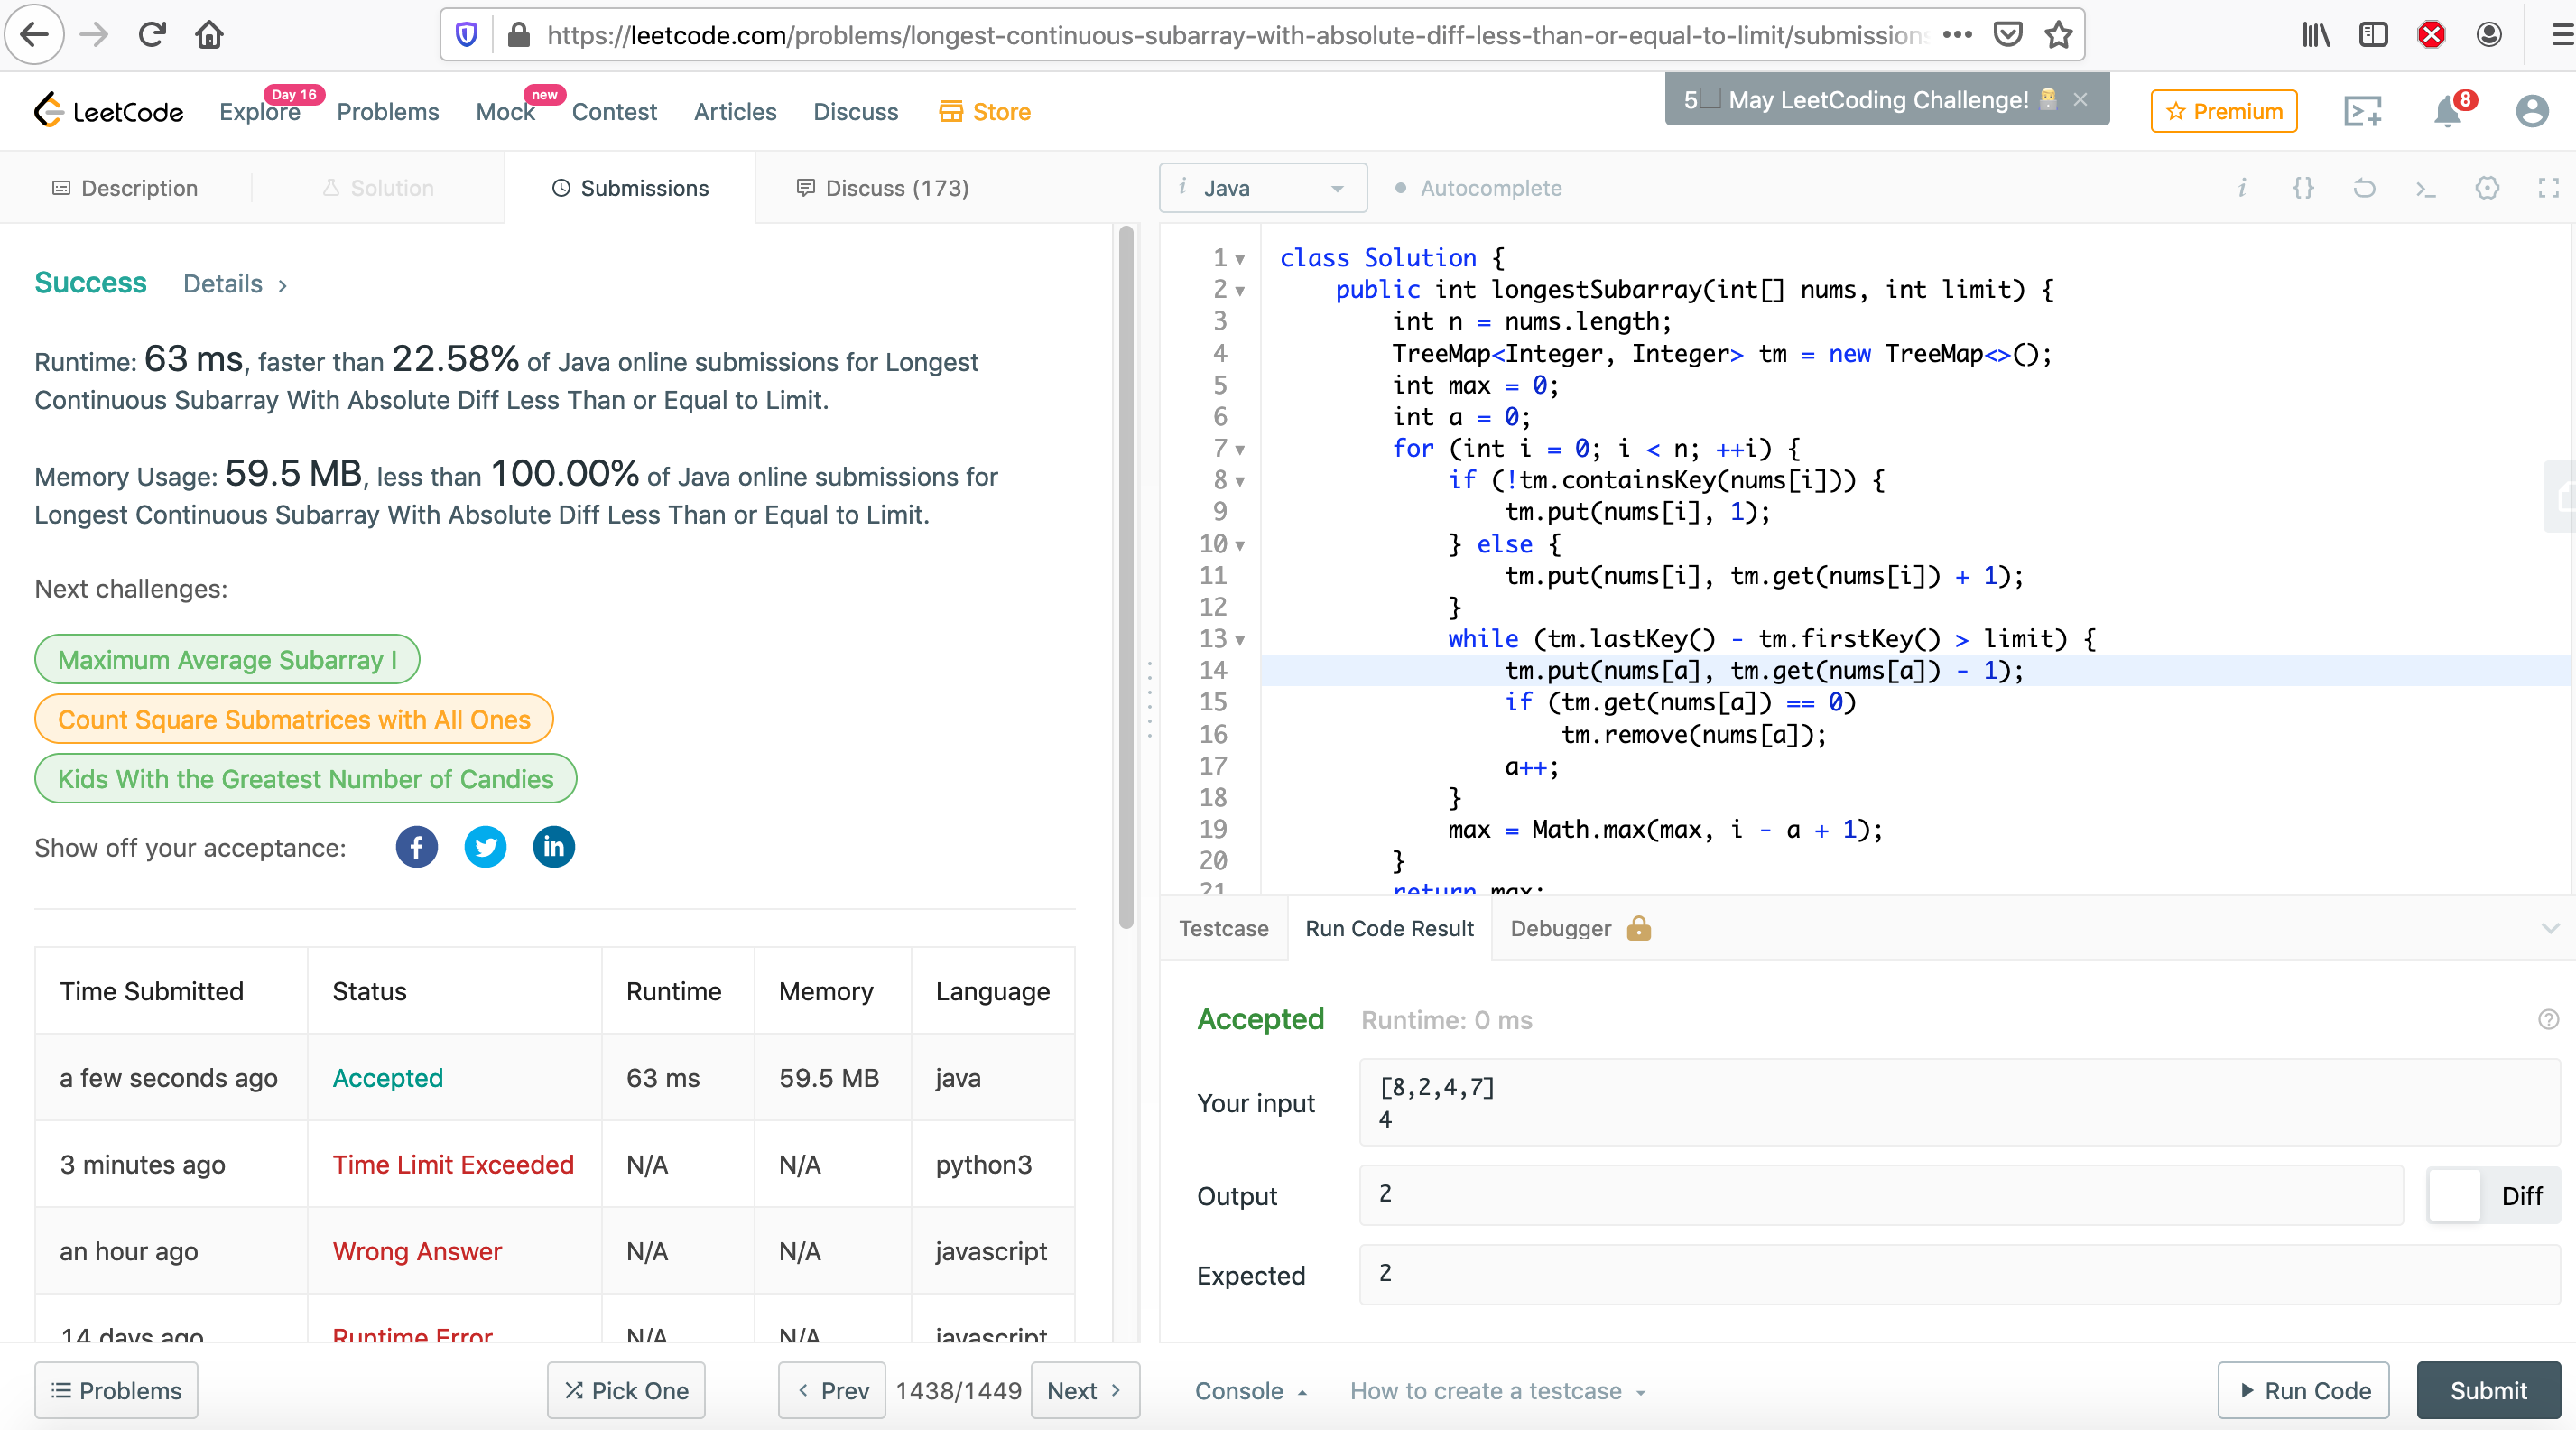 https://leetcode.com/problems/longest-continuous-subarray-with-absolute-diff-less-than-or-equal-to-limit/submissions
LeetCode
Explore
Day 16
Problems
Mock
new
Contest
Articles
Discuss
Store
5 May LeetCoding Challenge!
Premium
8
Description
Solution
Submissions
Discuss (173)
i Java
Autocomplete
Success
Details
Runtime: 63 ms, faster than 22.58% of Java online submissions for Longest
Continuous Subarray With Absolute Diff Less Than or Equal to Limit.
Memory Usage: 59.5 MB, less than 100.00% of Java online submissions for
Longest Continuous Subarray With Absolute Diff Less Than or Equal to Limit.
Next challenges:
Maximum Average Subarray I
Count Square Submatrices with All Ones
Kids With the Greatest Number of Candies
Show off your acceptance:
Time Submitted Status Runtime Memory Language
a few seconds ago Accepted 63 ms 59.5 MB java
3 minutes ago Time Limit Exceeded N/A N/A python3
an hour ago Wrong Answer N/A N/A javascript
14 days ago Runtime Error N/A N/A javascript
1 class Solution {
2 public int longestSubarray(int[] nums, int limit) {
3 int n = nums.length;
4 TreeMap<Integer, Integer> tm = new TreeMap<>();
5 int max = 0;
6 int a = 0;
7 for (int i = 0; i < n; ++i) {
8 if (!tm.containsKey(nums[i])) {
9 tm.put(nums[i], 1);
10 } else {
11 tm.put(nums[i], tm.get(nums[i]) + 1);
12 }
13 while (tm.lastKey() - tm.firstKey() > limit) {
14 tm.put(nums[a], tm.get(nums[a]) - 1);
15 if (tm.get(nums[a]) == 0)
16 tm.remove(nums[a]);
17 a++;
18 }
19 max = Math.max(max, i - a + 1);
20 }
21 return max;
Testcase
Run Code Result
Debugger
Accepted
Runtime: 0 ms
Your input
[8,2,4,7]
4
Output
2
Diff
Expected
2
Problems
Pick One
Prev
1438/1449
Next
Console
How to create a testcase
Run Code
Submit